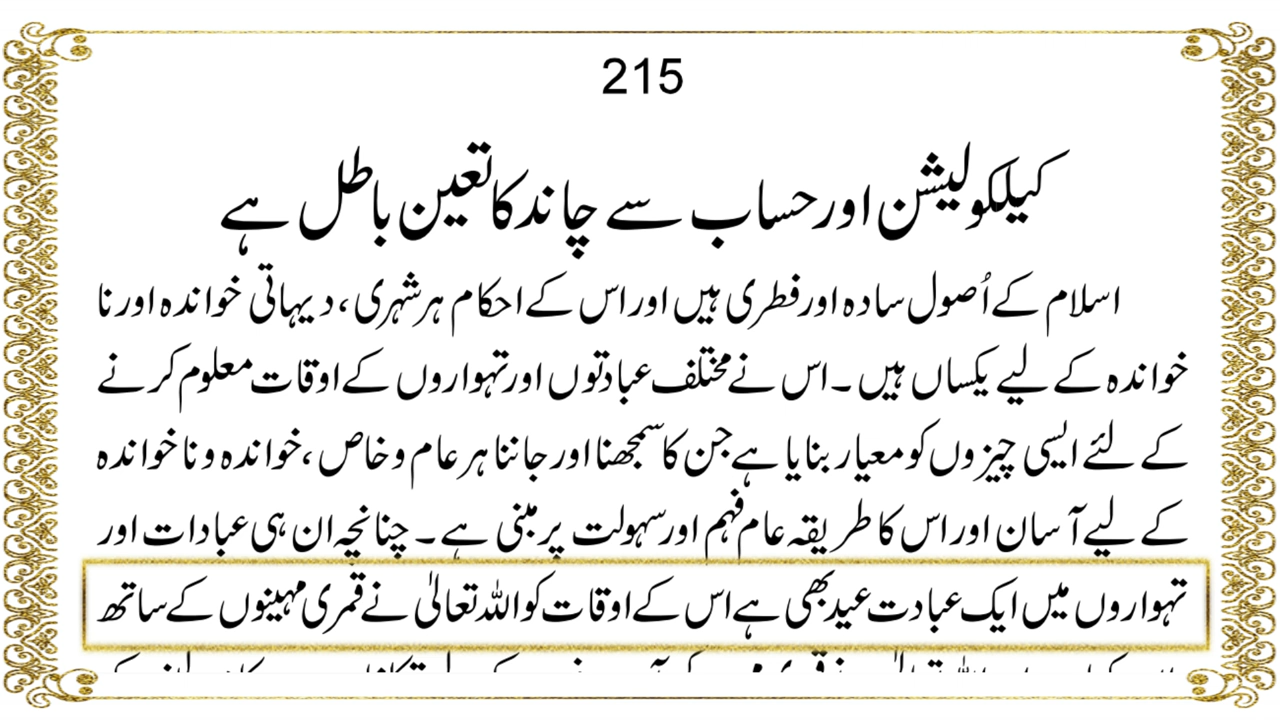 215
کیلکولیشن اور حساب سے چاند کا تعین باطل ہے
اسلام کے اُصول سادہ اور فطری ہیں اور اس کے احکام ہر شہری، دیہاتی خواندہ اور نا
خواندہ کے لیے یکساں ہیں۔ اس نے مختلف عبادتوں اور تہواروں کے اوقات معلوم کرنے
کے لئے ایسی چیزوں کو معیار بنایا ہے جن کا سمجھنا اور جاننا ہر عام و خاص، خواندہ و ناخواندہ
کے لیے آسان اور اس کا طریقہ عام فہم اور سہولت پر مبنی ہے۔ چنانچہ ان ہی عبادات اور
تہواروں میں ایک عبادت عید بھی ہے اس کے اوقات کو اللہ تعالیٰ نے قمری مہینوں کے ساتھ